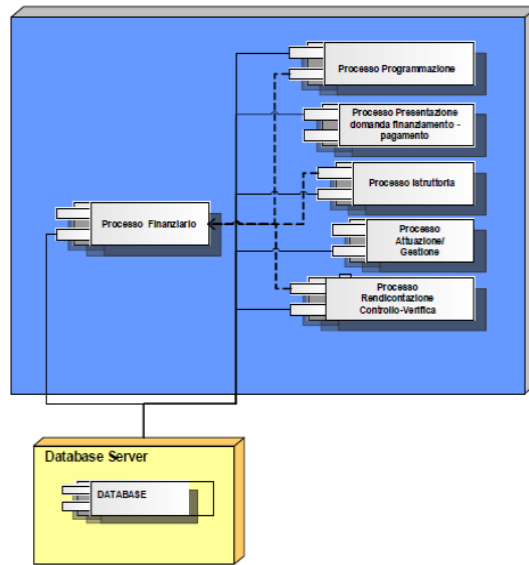 Processo Programmazione
Processo Presentazione
domanda finanziamento -
pagamento
Processo Istruttoria
Processo Finanziario
Processo
Attuazione/
Gestione
Processo
Rendicontazione
Controllo-Verifica
Database Server
DATABASE